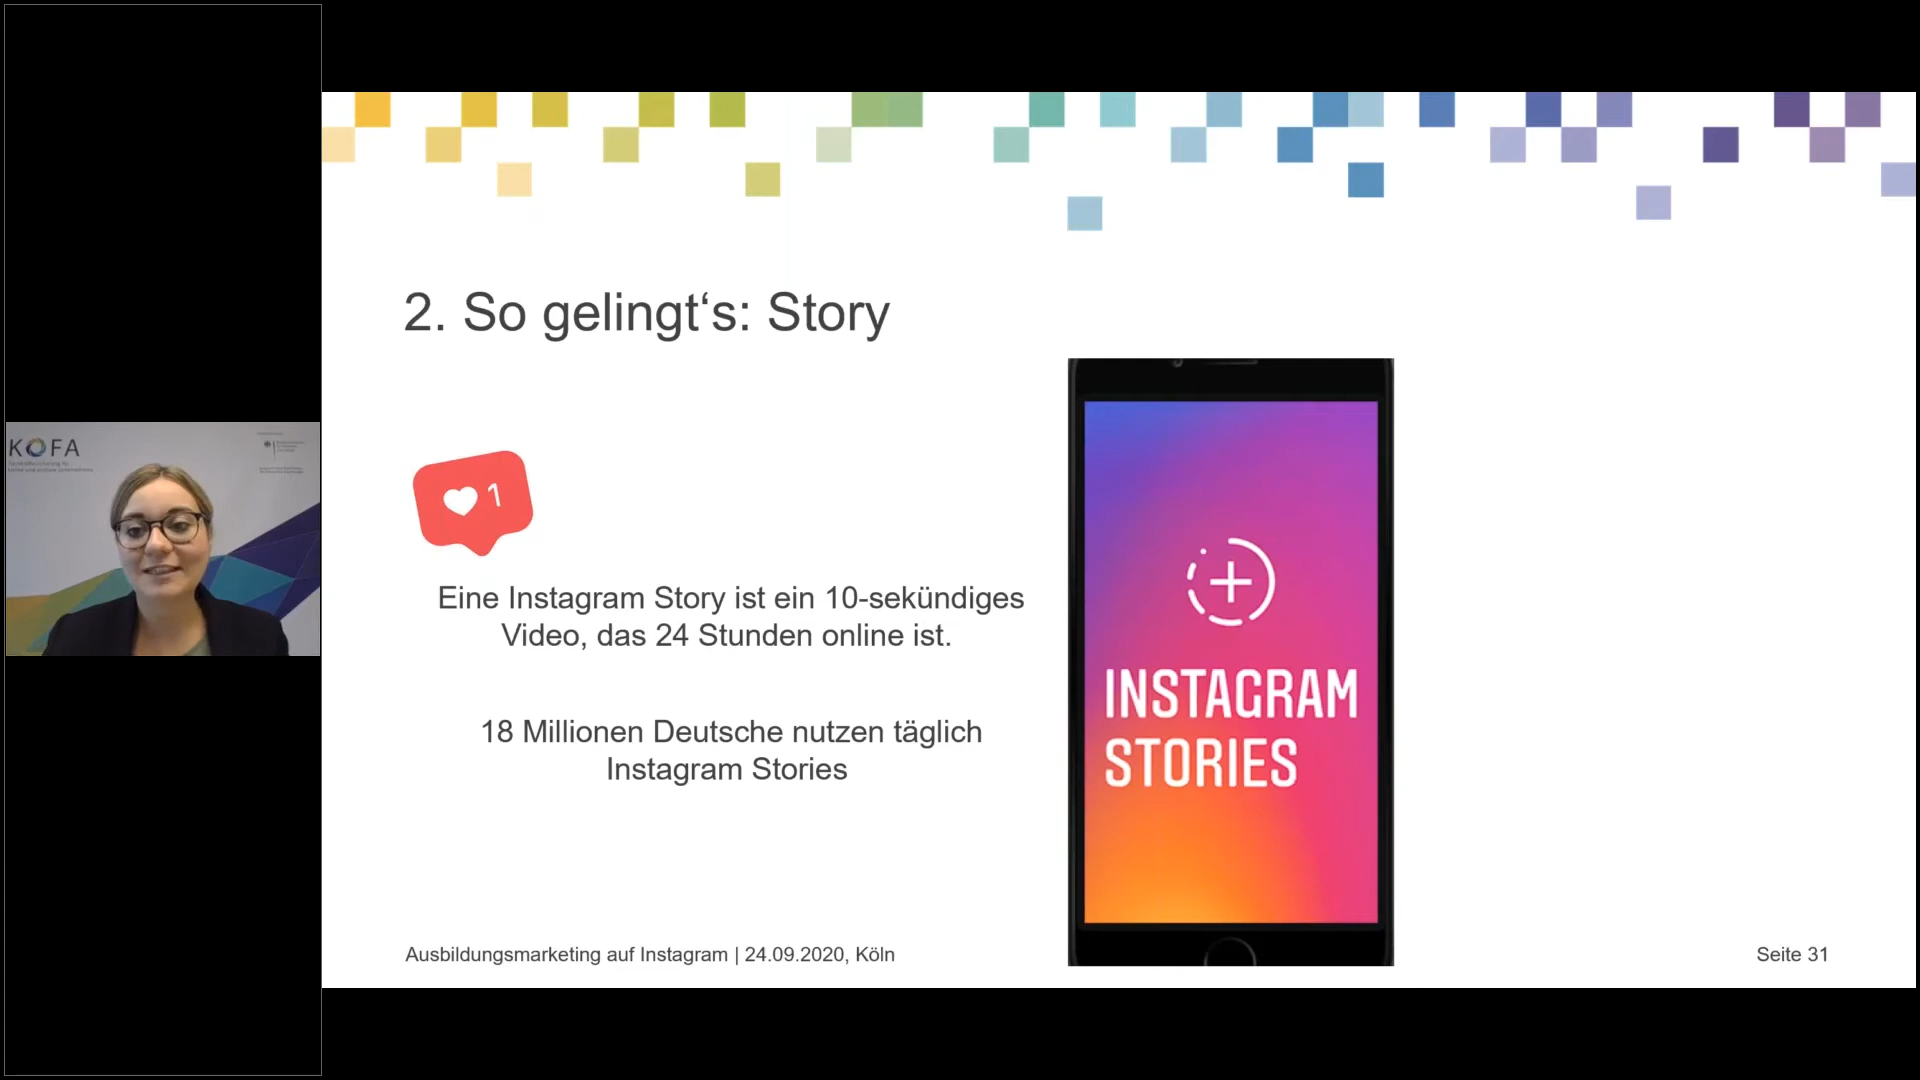 KOFA
2. So gelingt‘s: Story
1
Eine Instagram Story ist ein 10-sekündiges
Video, das 24 Stunden online ist.
18 Millionen Deutsche nutzen täglich
Instagram Stories
INSTAGRAM
STORIES
Ausbildungsmarketing auf Instagram | 24.09.2020, Köln
Seite 31